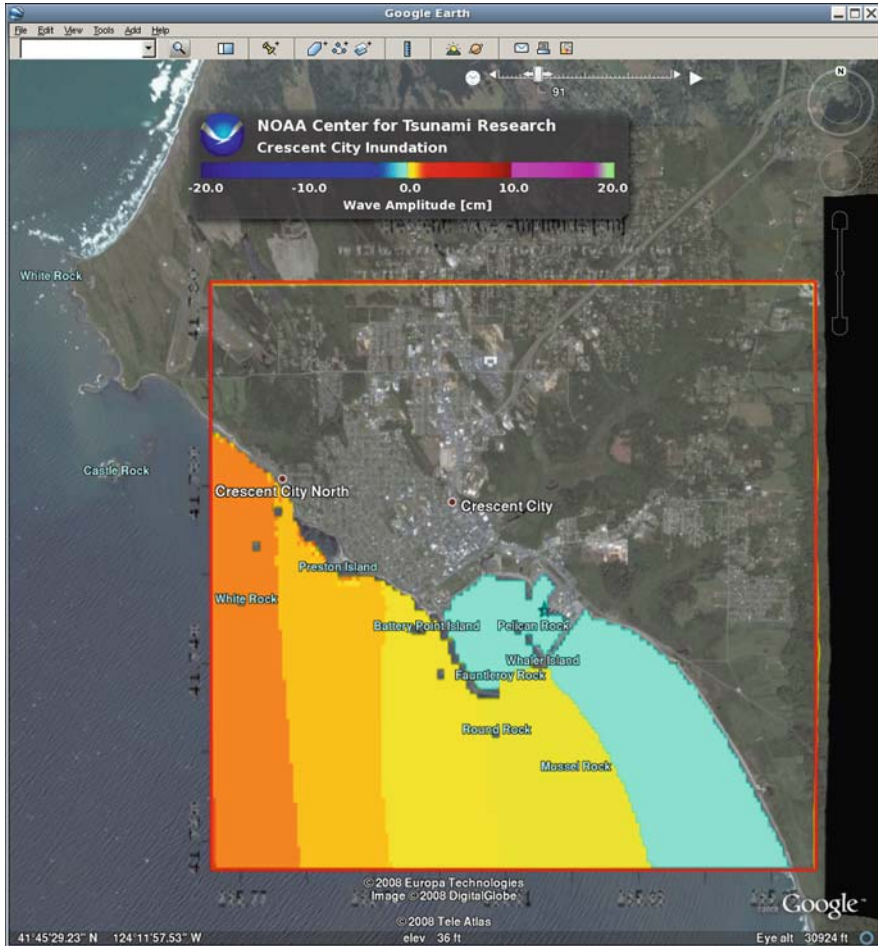 Google Earth
File Edit View Tools Add Help
91
N
NOAA Center for Tsunami Research
Crescent City Inundation
-20.0 -10.0 0.0 10.0 20.0
Wave Amplitude [cm]
White Rock
Castle Rock
Crescent City North
Crescent City
Preston Island
White Rock
Battery Point Island
Pelican Rock
Whaler Island
Fauntleroy Rock
Round Rock
Mussel Rock
© 2008 Europa Technologies
Image © 2008 DigitalGlobe
© 2008 Tele Atlas
Google
41°45'29.23" N 124°11'57.53" W elev 36 ft Eye alt 30924 ft